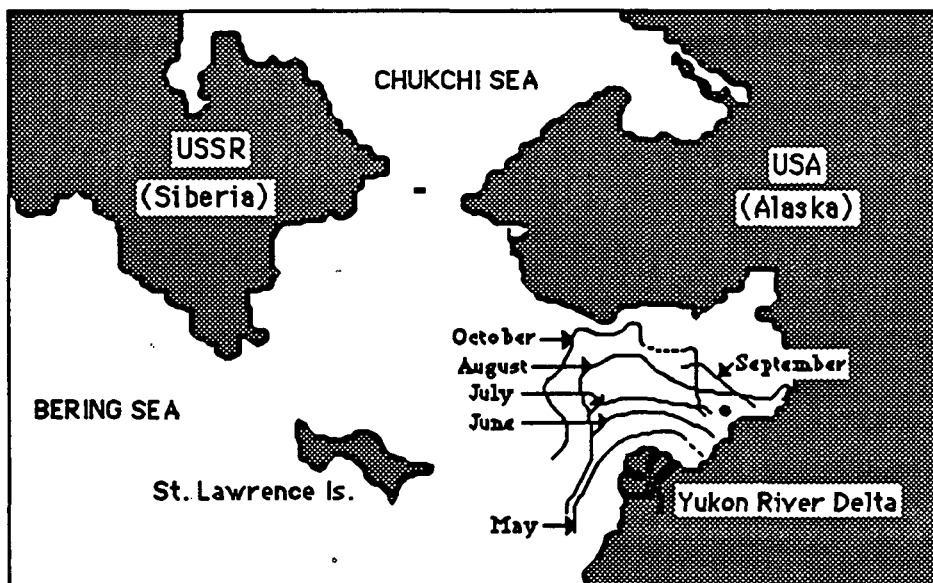 CHUKCHI SEA
USSR
(Siberia)
USA
(Alaska)
October
August
September
July
June
BERING SEA
St. Lawrence Is.
Yukon River Delta
May